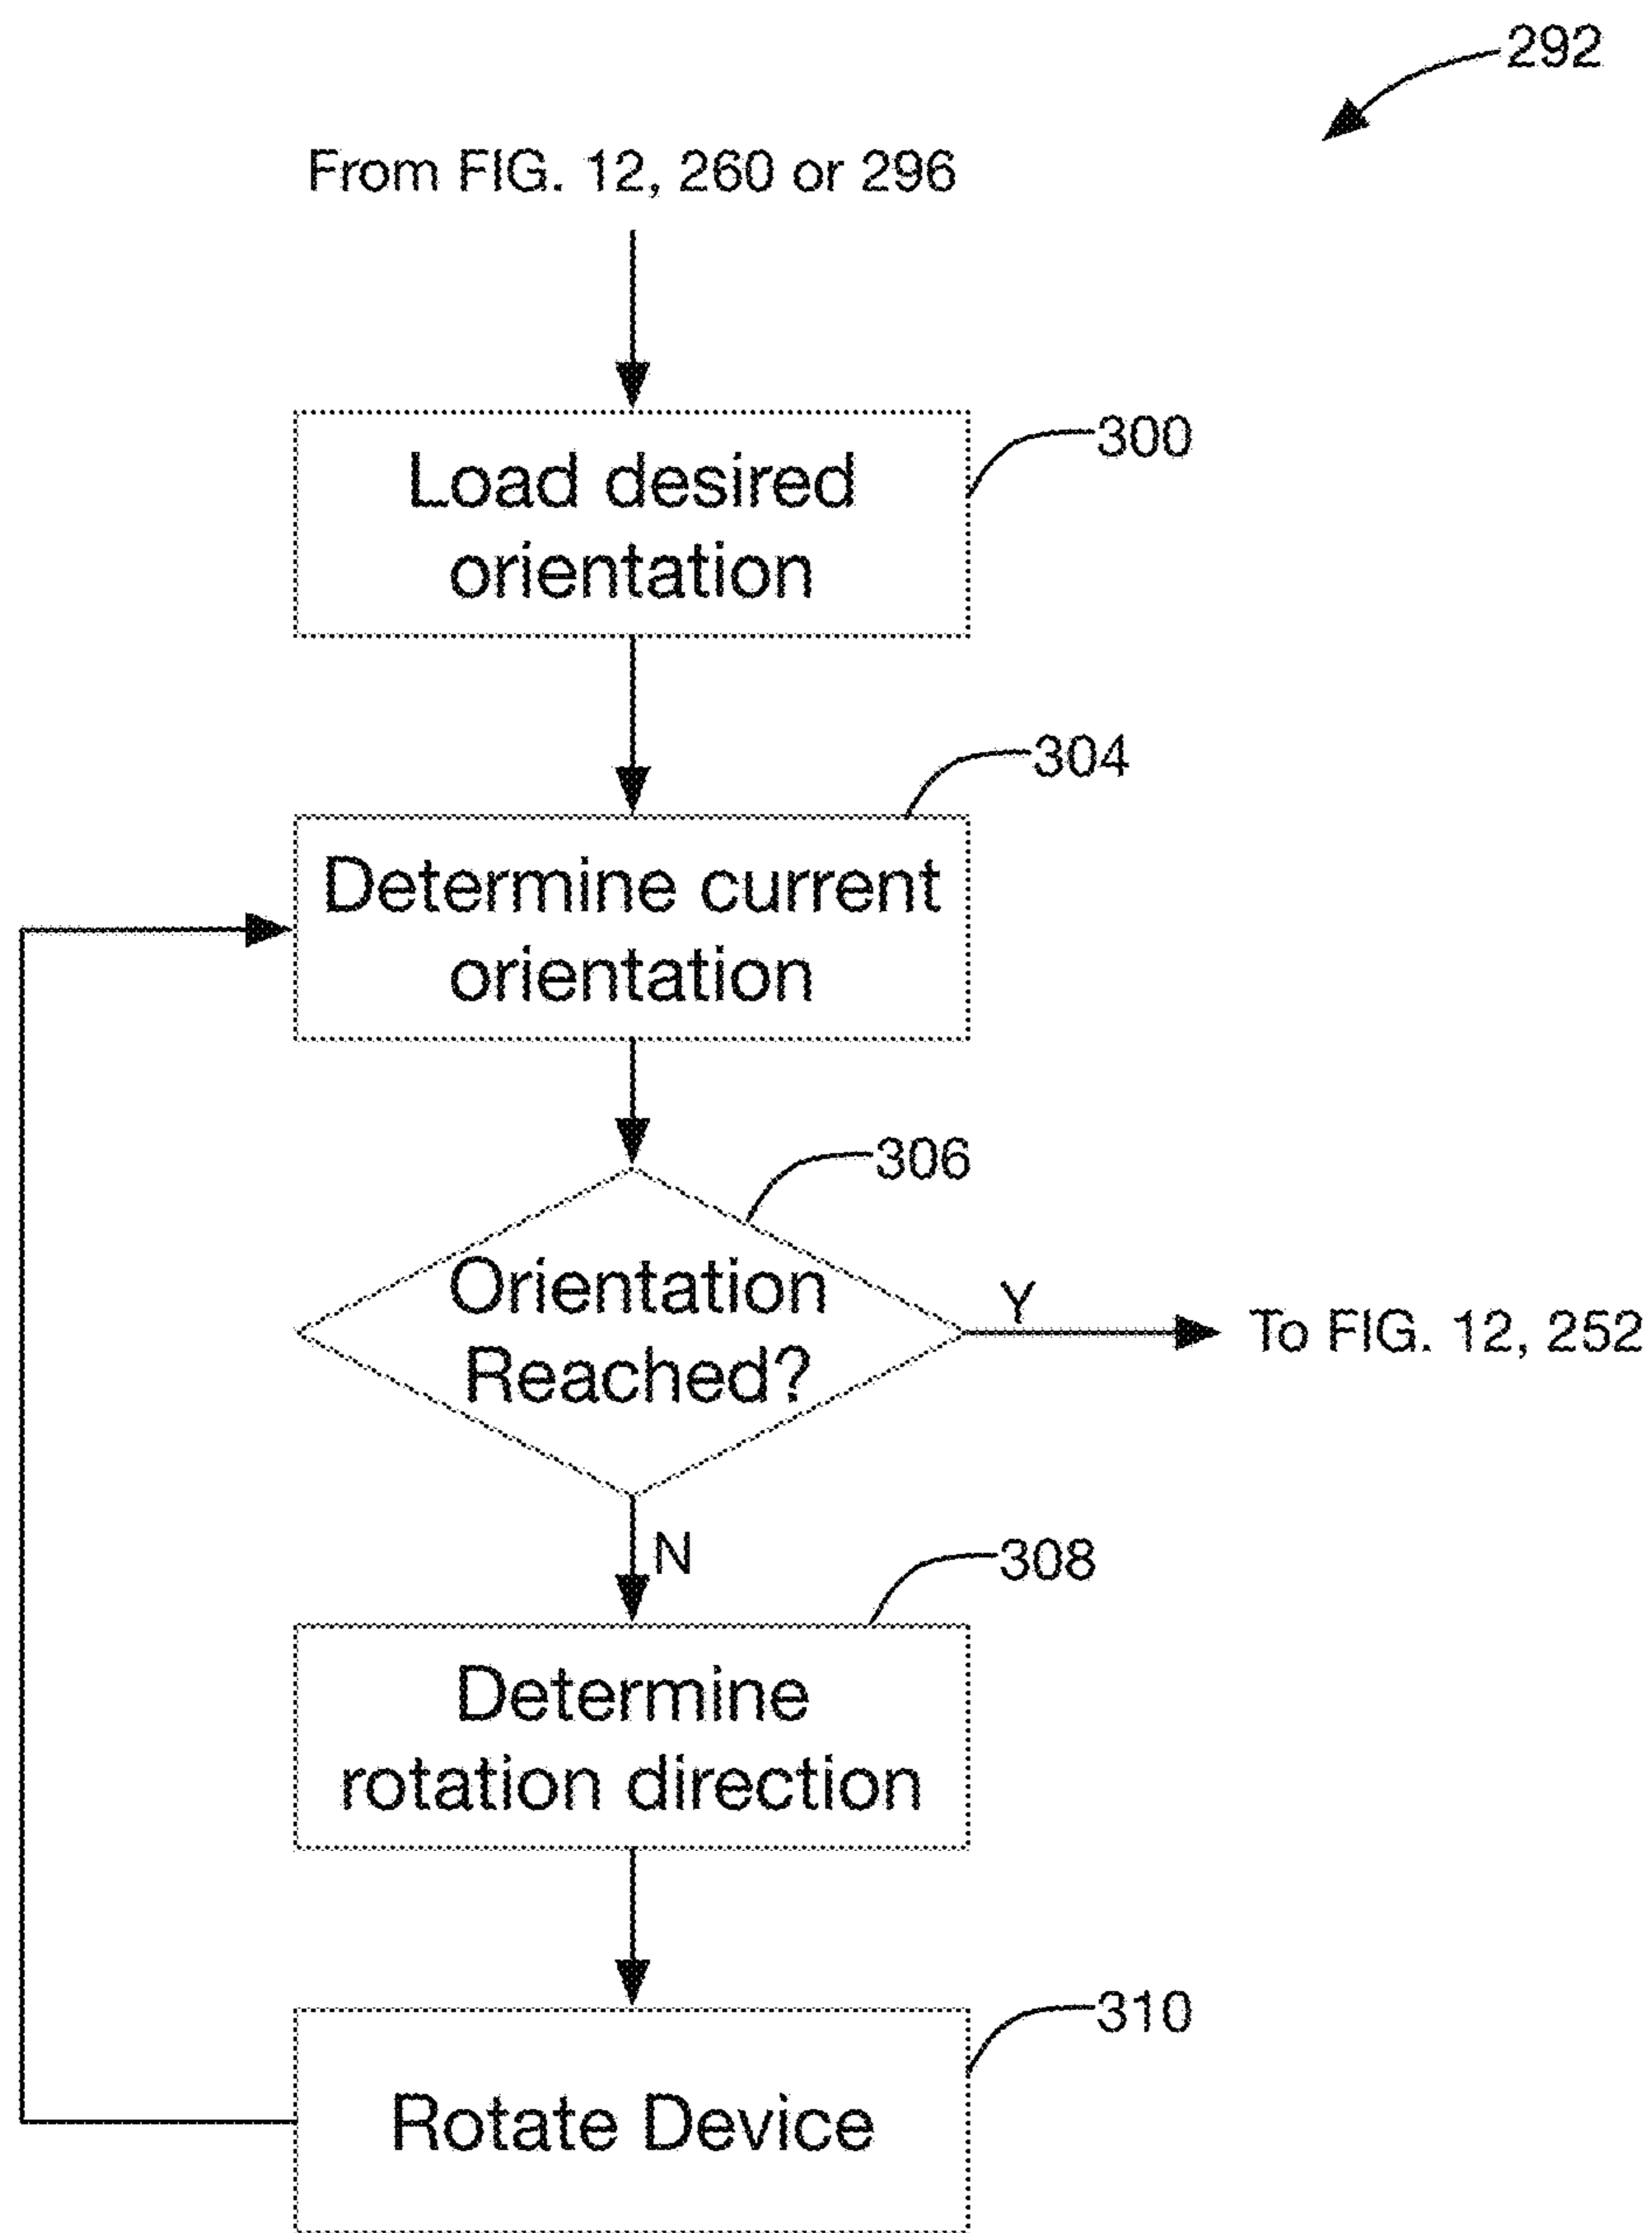 292
From FIG. 12, 260 or 296
300
Load desired
orientation
304
Determine current
orientation
306
Orientation
Reached?
Y
To FIG. 12, 252
N
308
Determine
rotation direction
310
Rotate Device